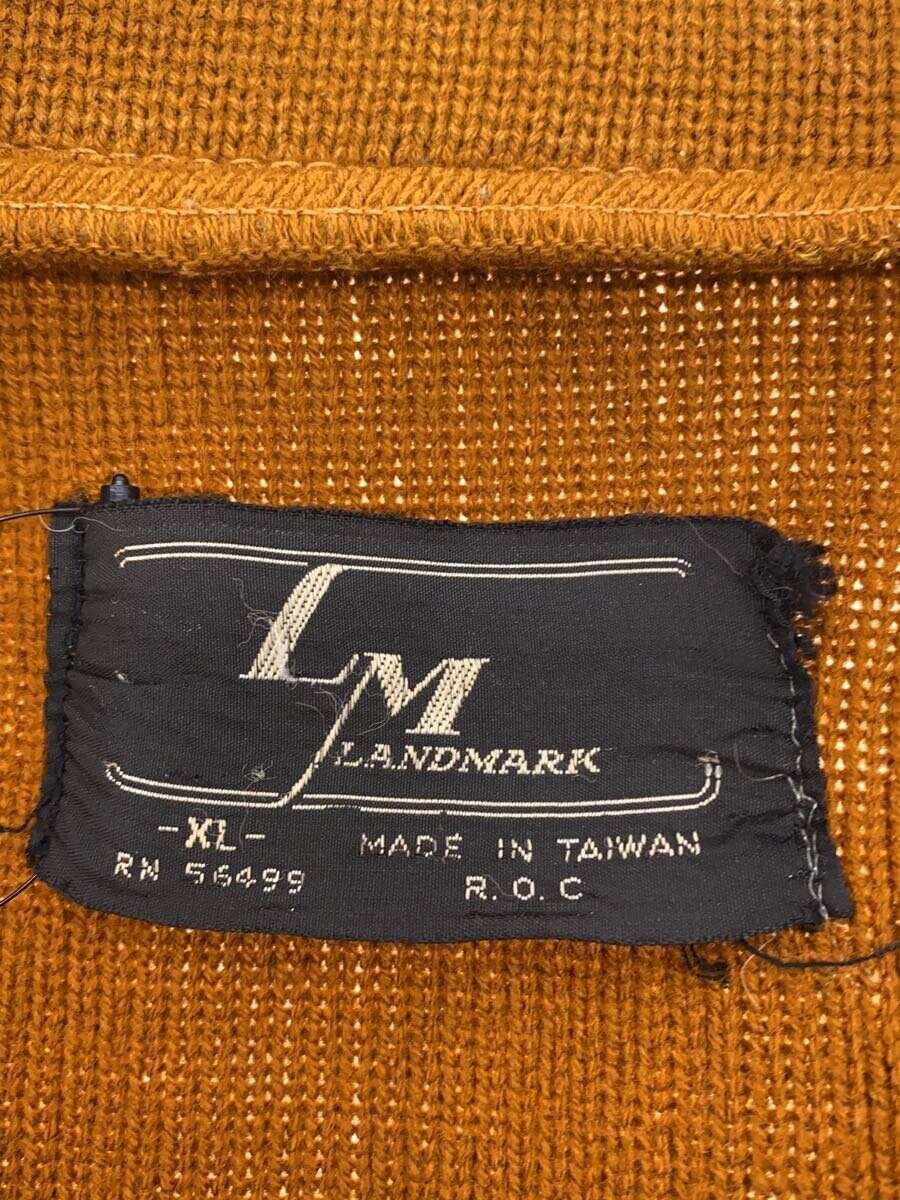 LM
LANDMARK
-XL-
MADE IN TAIWAN
RN 56499
R.O.C